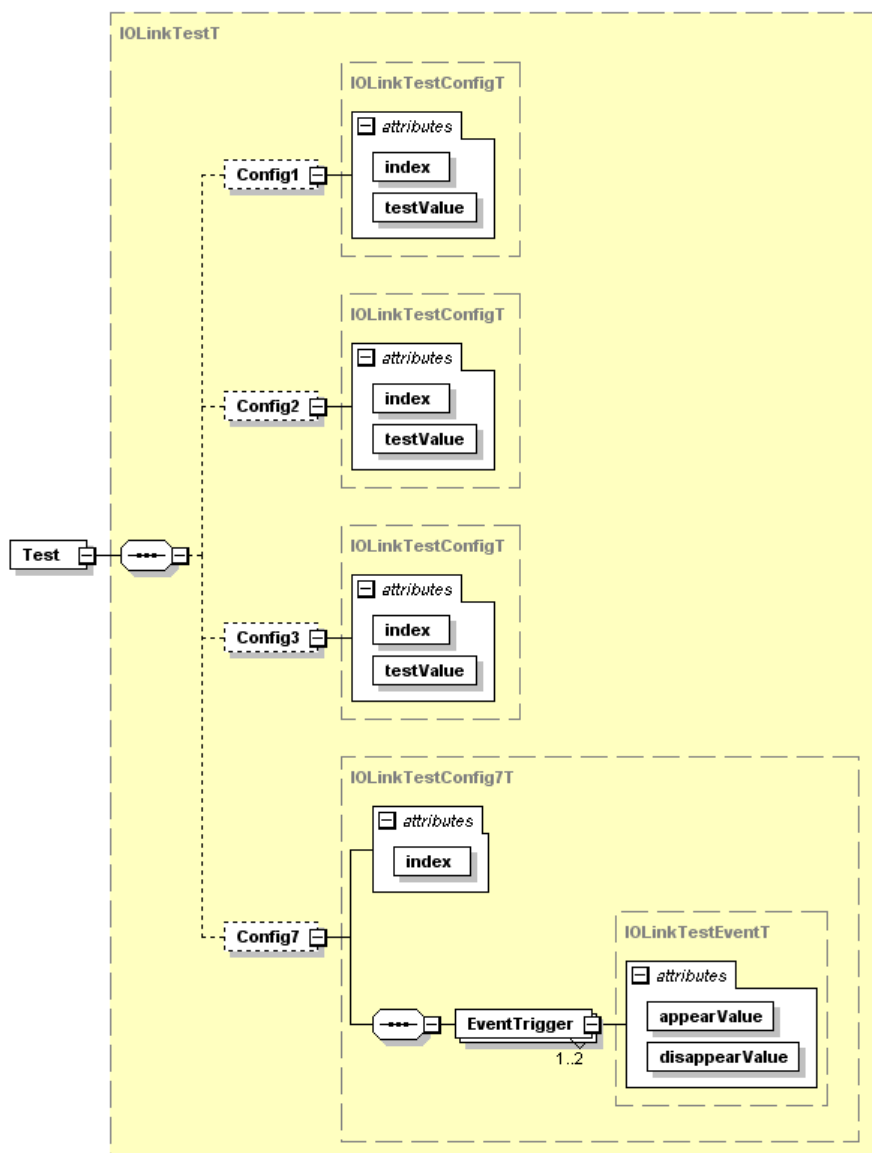 IOLinkTestT
IOLinkTestConfigT
attributes
index
testValue
Config1
IOLinkTestConfigT
attributes
index
testValue
Config2
Test
IOLinkTestConfigT
attributes
index
testValue
Config3
IOLinkTestConfig7T
attributes
index
Config7
EventTrigger
1..2
IOLinkTestEventT
attributes
appearValue
disappearValue